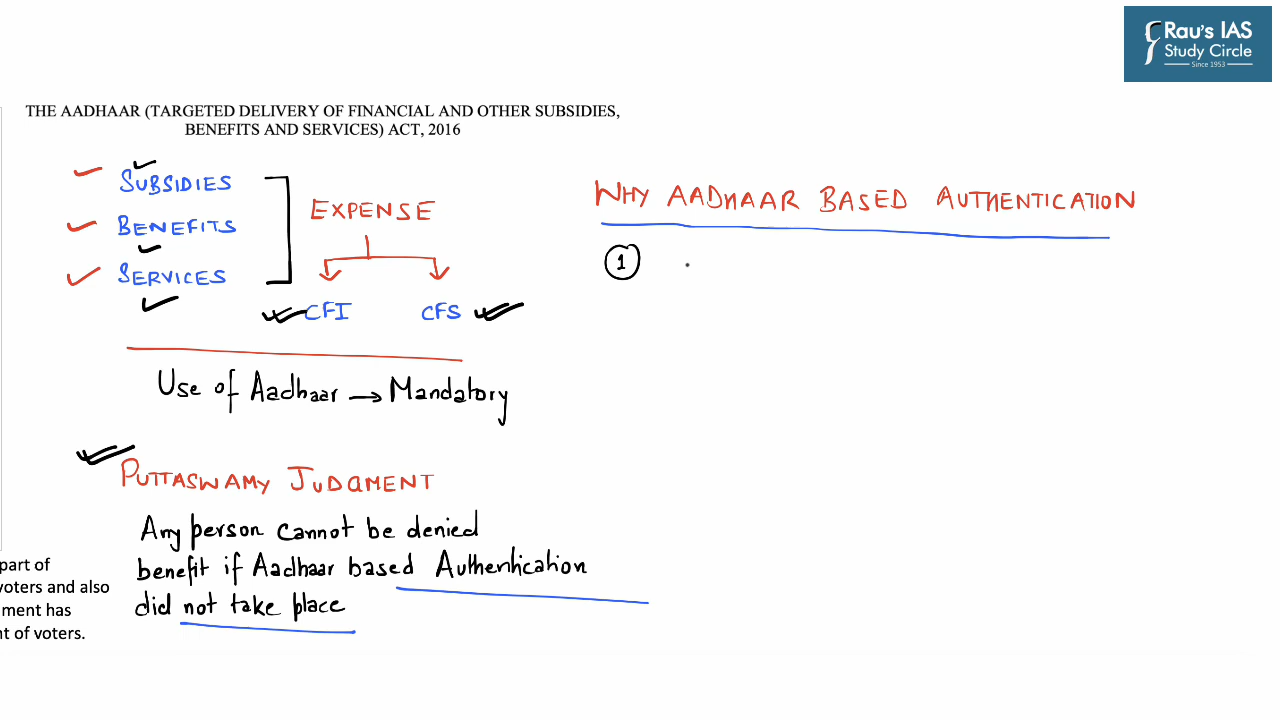 Rau's IAS
Study Circle
Since 1953
THE AADHAAR (TARGETED DELIVERY OF FINANCIAL AND OTHER SUBSIDIES,
BENEFITS AND SERVICES) ACT, 2016
SUBSIDIES
BENEFITS
SERVICES
EXPENSE
CFI CFS
Use of Aadhaar → Mandatory
PUTTASWAMY JUDGMENT
Any person cannot be denied
benefit if Aadhaar based Authentication
did not take place
part of
voters and also
ment has
nt of voters.
WHY AADHAAR BASED AUTHENTICATION
1